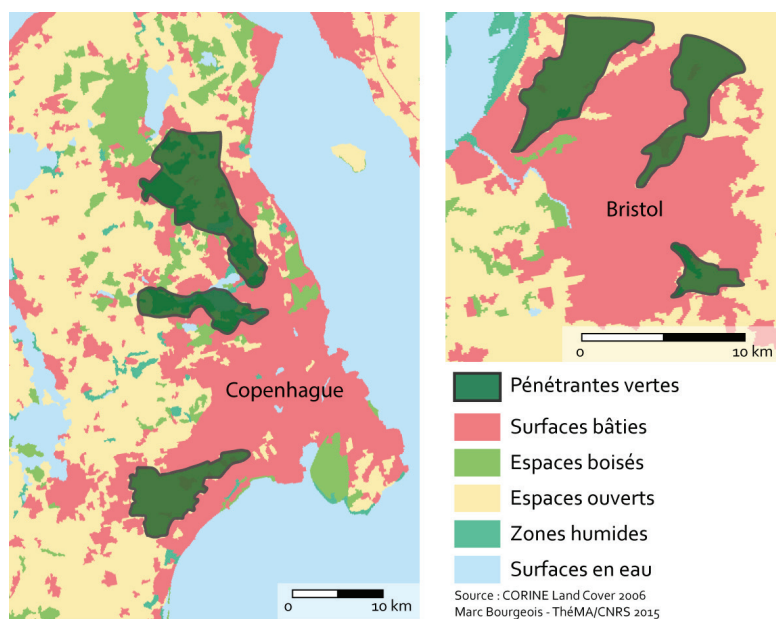 Copenhague
0 10 km
Bristol
0 10 km
Pénétrantes vertes
Surfaces bâties
Espaces boisés
Espaces ouverts
Zones humides
Surfaces en eau
Source : CORINE Land Cover 2006
Marc Bourgeois - ThéMA/CNRS 2015